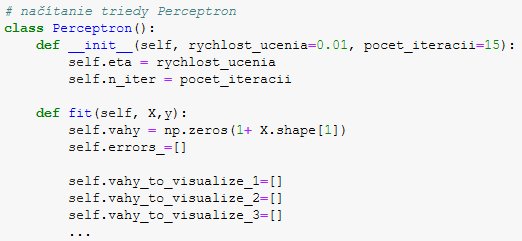 # načítanie triedy Perceptron
class Perceptron():
    def __init__(self, rychlost_ucenia=0.01, pocet_iteracii=15):
        self.eta = rychlost_ucenia
        self.n_iter = pocet_iteracii

    def fit(self, X,y):
        self.vahy = np.zeros(1+ X.shape[1])
        self.errors_=[]

        self.vahy_to_visualize_1=[]
        self.vahy_to_visualize_2=[]
        self.vahy_to_visualize_3=[]
        ...